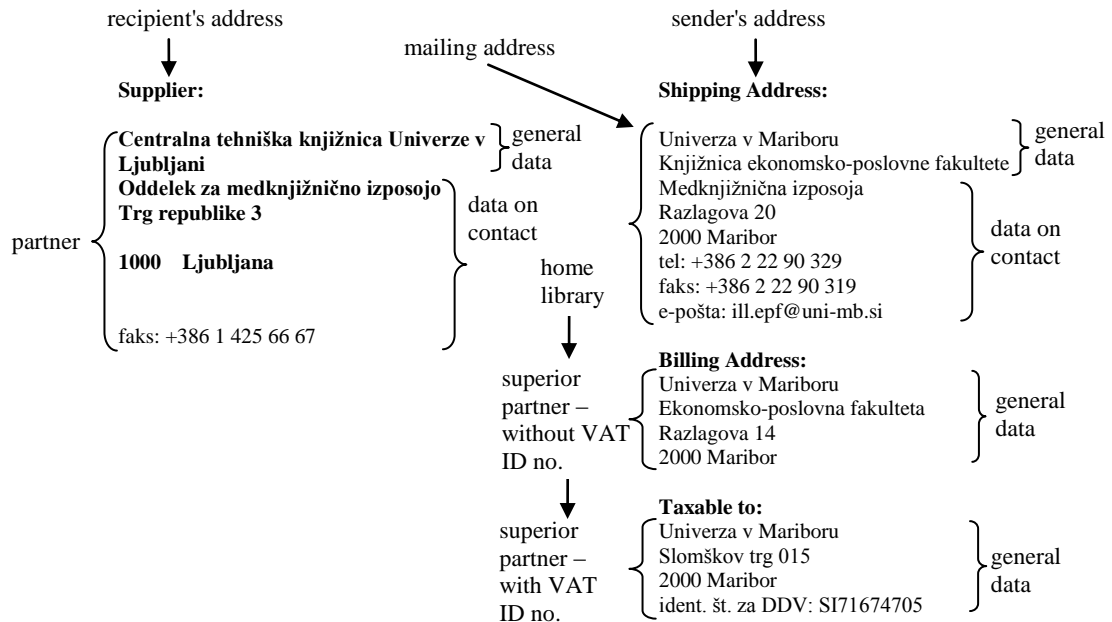 recipient's address
sender's address
mailing address
Supplier:
Shipping Address:
partner
Centralna tehniška knjižnica Univerze v
Ljubljani
general
data
Oddelek za medknjižnično izposojo
Trg republike 3
1000 Ljubljana
faks: +386 1 425 66 67
data on
contact
Univerza v Mariboru
Knjižnica ekonomsko-poslovne fakultete
general
data
Medknjižnična izposoja
Razlagova 20
2000 Maribor
tel: +386 2 22 90 329
faks: +386 2 22 90 319
e-pošta: ill.epf@uni-mb.si
data on
contact
home
library
Billing Address:
superior
partner –
without VAT
ID no.
Univerza v Mariboru
Ekonomsko-poslovna fakulteta
Razlagova 14
2000 Maribor
general
data
Taxable to:
superior
partner –
with VAT
ID no.
Univerza v Mariboru
Slomškov trg 015
2000 Maribor
ident. št. za DDV: SI71674705
general
data